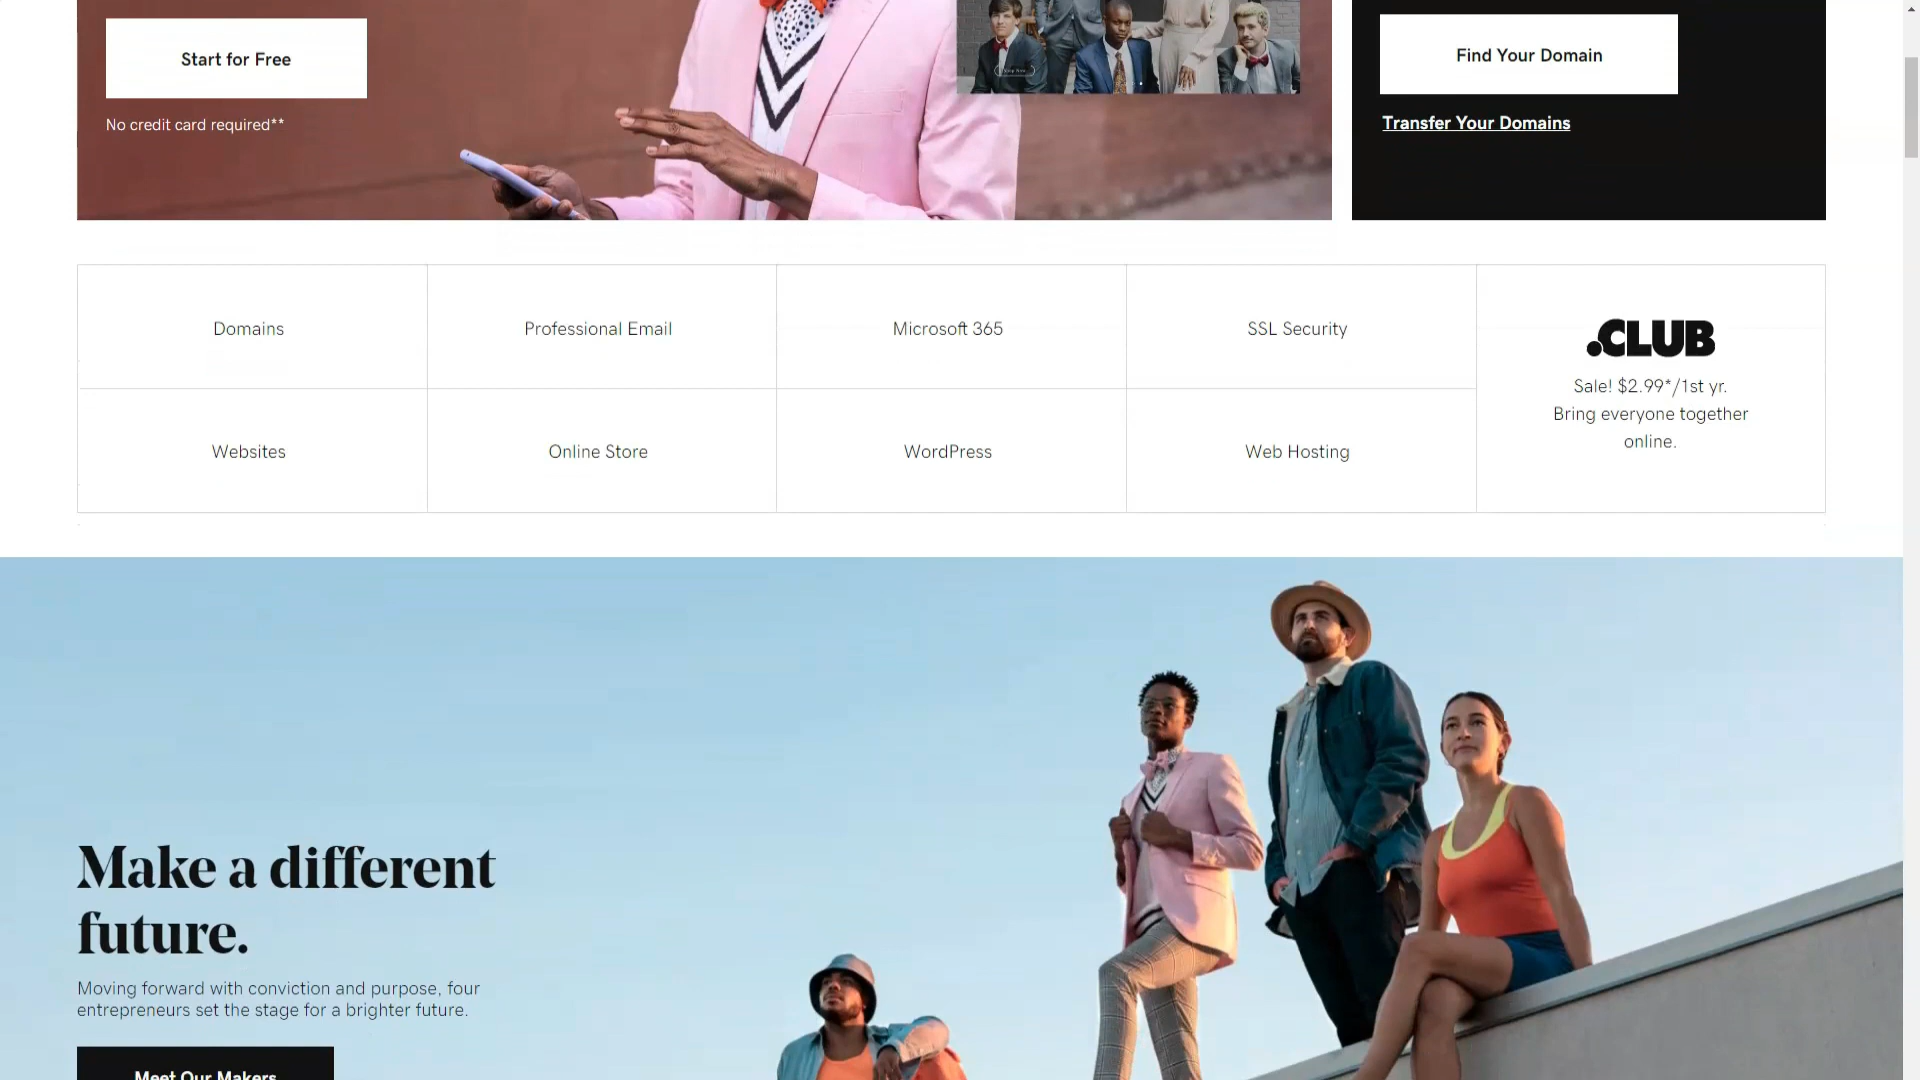 Start for Free
No credit card required**
Find Your Domain
Transfer Your Domains
Domains
Professional Email
Microsoft 365
SSL Security
.CLUB
Sale! $2.99*/1st yr.
Bring everyone together
online.
Websites
Online Store
WordPress
Web Hosting
Make a different
future.
Moving forward with conviction and purpose, four
entrepreneurs set the stage for a brighter future.
Meet Our Makers